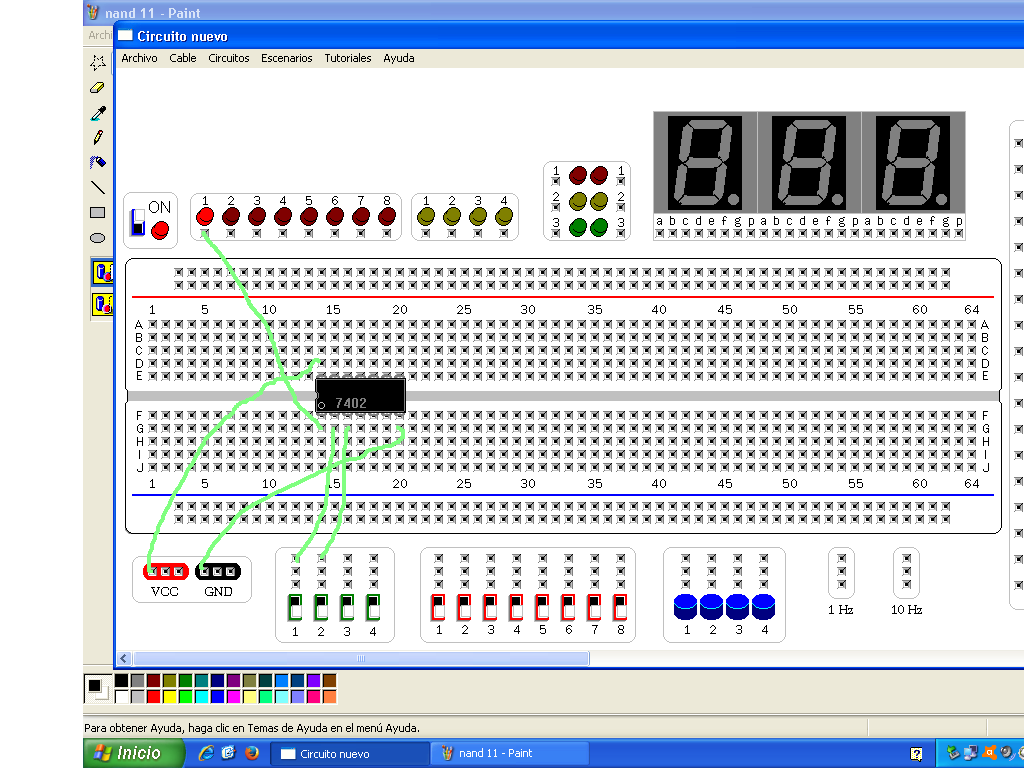 nand 11 - Paint
Archi
Circuito nuevo
Archivo Cable Circuitos Escenarios Tutoriales Ayuda
ON
1 2 3 4 5 6 7 8
1 2 3 4
1 1
2 2
3 3
a b c d e f g p a b c d e f g p a b c d e f g p
1 5 10 15 20 25 30 35 40 45 50 55 60 64
A A
B B
C C
D D
E E
7402
F F
G G
H H
I I
J J
1 5 10 15 20 25 30 35 40 45 50 55 60 64
VCC GND
1 2 3 4
1 2 3 4 5 6 7 8
1 2 3 4
1 Hz 10 Hz
Para obtener Ayuda, haga clic en Temas de Ayuda en el menú Ayuda.
Inicio
Circuito nuevo
nand 11 - Paint